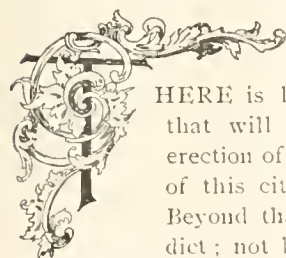 THERE is
that will
erection of
of this
Beyond
dict ; not